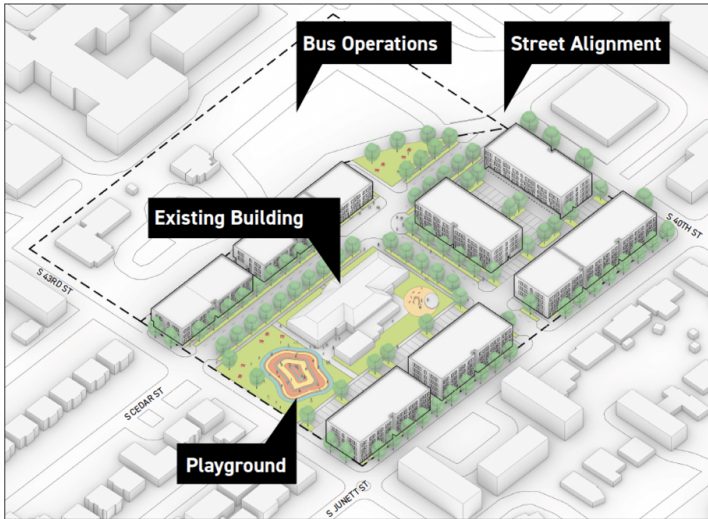 Bus Operations
Street Alignment
Existing Building
S 40TH ST
S 43RD ST
S CEDAR ST
Playground
S JUNETT ST